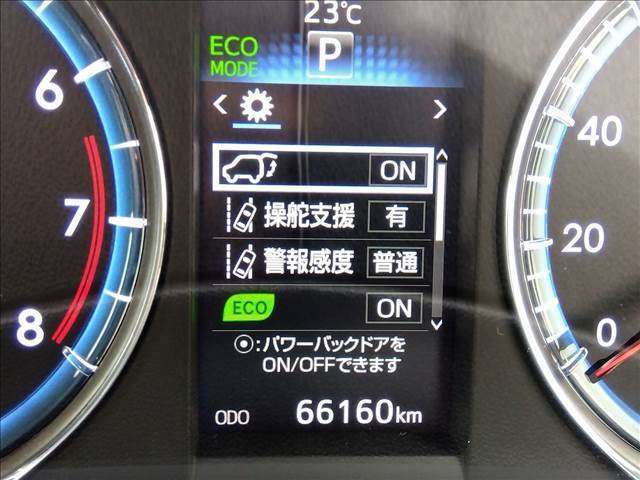 23℃
ECO
MODE
P
< >
ON
操舵支援 有
警報感度 普通
ECO ON
⦿:パワーバックドアを
ON/OFFできます
ODO 66160km
6
7
8
40
20
0